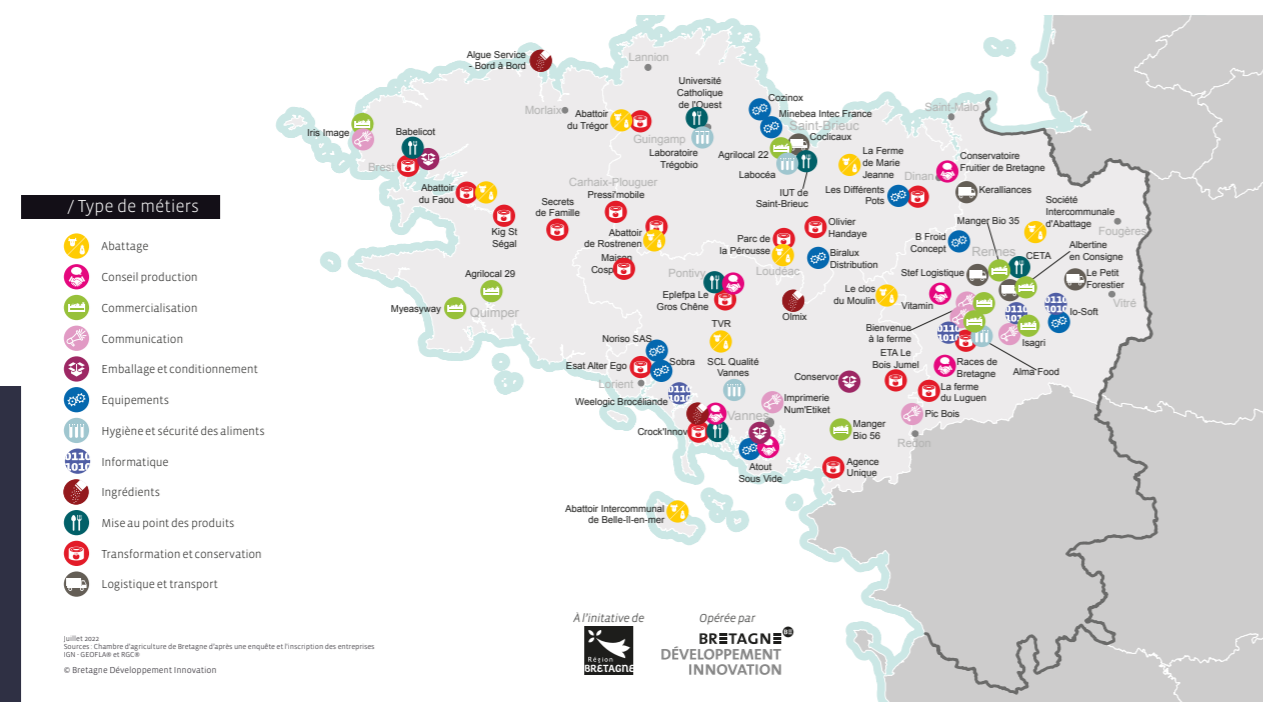 / Type de métiers
Abattage
Conseil production
Commercialisation
Communication
Emballage et conditionnement
Equipements
Hygiène et sécurité des aliments
Informatique
Ingrédients
Mise au point des produits
Transformation et conservation
Logistique et transport
Juillet 2022
Sources : Chambre d'agriculture de Bretagne d'après une enquête et l'inscription des entreprises
IGN - GEOFLA® et RGC®
© Bretagne Développement Innovation
Algue Service
- Bord à Bord
Lannion
Université
Catholique
de l'Ouest
Morlaix
Abattoir
du Trégor
Guingamp
Laboratoire
Trégobio
Cozinox
Minebea Intec France
Saint-Brieuc
Coclicaux
Agrilocal 22
Labocéa
IUT de
Saint-Brieuc
Saint-Malo
La Ferme
de Marie
Jeanne
Dinan
Conservatoire
Fruitier de Bretagne
Les Différents
Pots
Keralliances
Iris Image
Babelicot
Brest
Abattoir
du Faou
Kig St
Ségal
Secrets
de Famille
Carhaix-Plouguer
Pressi'mobile
Abattoir
de Rostrenen
Maison
Cosp
Olivier
Handaye
Parc de
la Pérousse
Loudéac
Biralux
Distribution
Manger Bio 35
Société
Intercommunale
d'Abattage
Fougères
B Froid
Concept
Rennes
CETA
Albertine
en Consigne
Stef Logistique
Le Petit
Forestier
Vitré
Agrilocal 29
Myeasyway
Quimper
Pontivy
Eplefpa Le
Gros Chêne
Olmix
Le clos
du Moulin
Vitamin
Bienvenue
à la ferme
Io-Soft
Isagri
Alma Food
TVR
Noriso SAS
Sobra
Esat Alter Ego
Lorient
SCL Qualité
Vannes
Weelogic Brocéliande
Conservor
ETA Le
Bois Jumel
Races de
Bretagne
La ferme
du Luguen
Pic Bois
Redon
Imprimerie
Num'Etiket
Vannes
Crock'Innov
Manger
Bio 56
Atout
Sous Vide
Agence
Unique
Abattoir Intercommunal
de Belle-Il-en-mer
À l'initiative de
Région
BRETAGNE
Opérée par
BRETAGNE
DÉVELOPPEMENT
INNOVATION